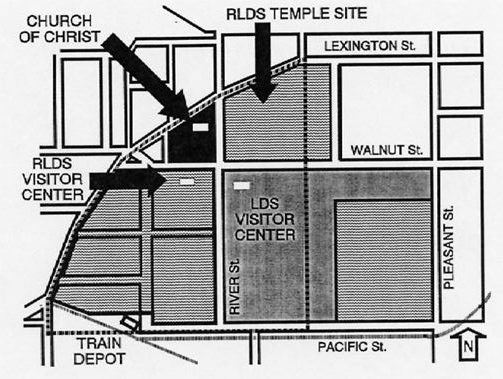 CHURCH
OF CHRIST
RLDS TEMPLE SITE
LEXINGTON St.
WALNUT St.
RLDS
VISITOR
CENTER
LDS
VISITOR
CENTER
RIVER St.
PLEASANT St.
TRAIN
DEPOT
PACIFIC St.
N